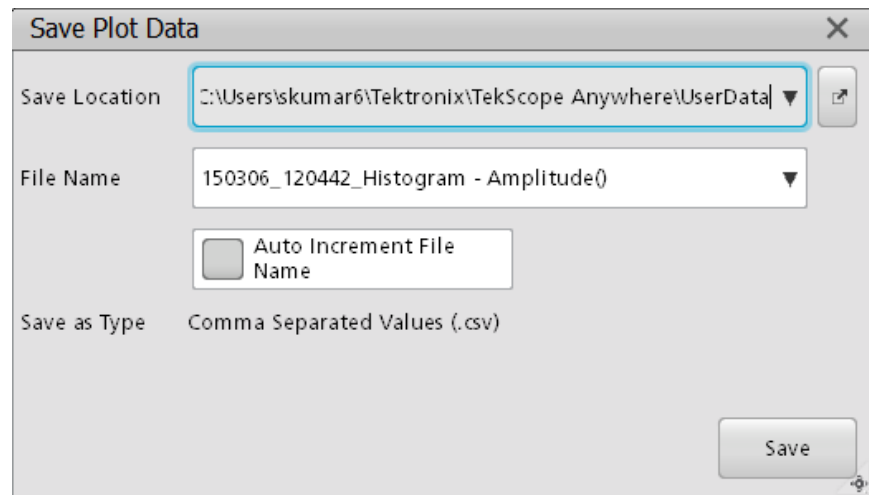 Save Plot Data
Save Location
C:\Users\skumar6\Tektronix\TekScope Anywhere\UserData
File Name
150306_120442_Histogram - Amplitude()
Auto Increment File
Name
Save as Type
Comma Separated Values (.csv)
Save